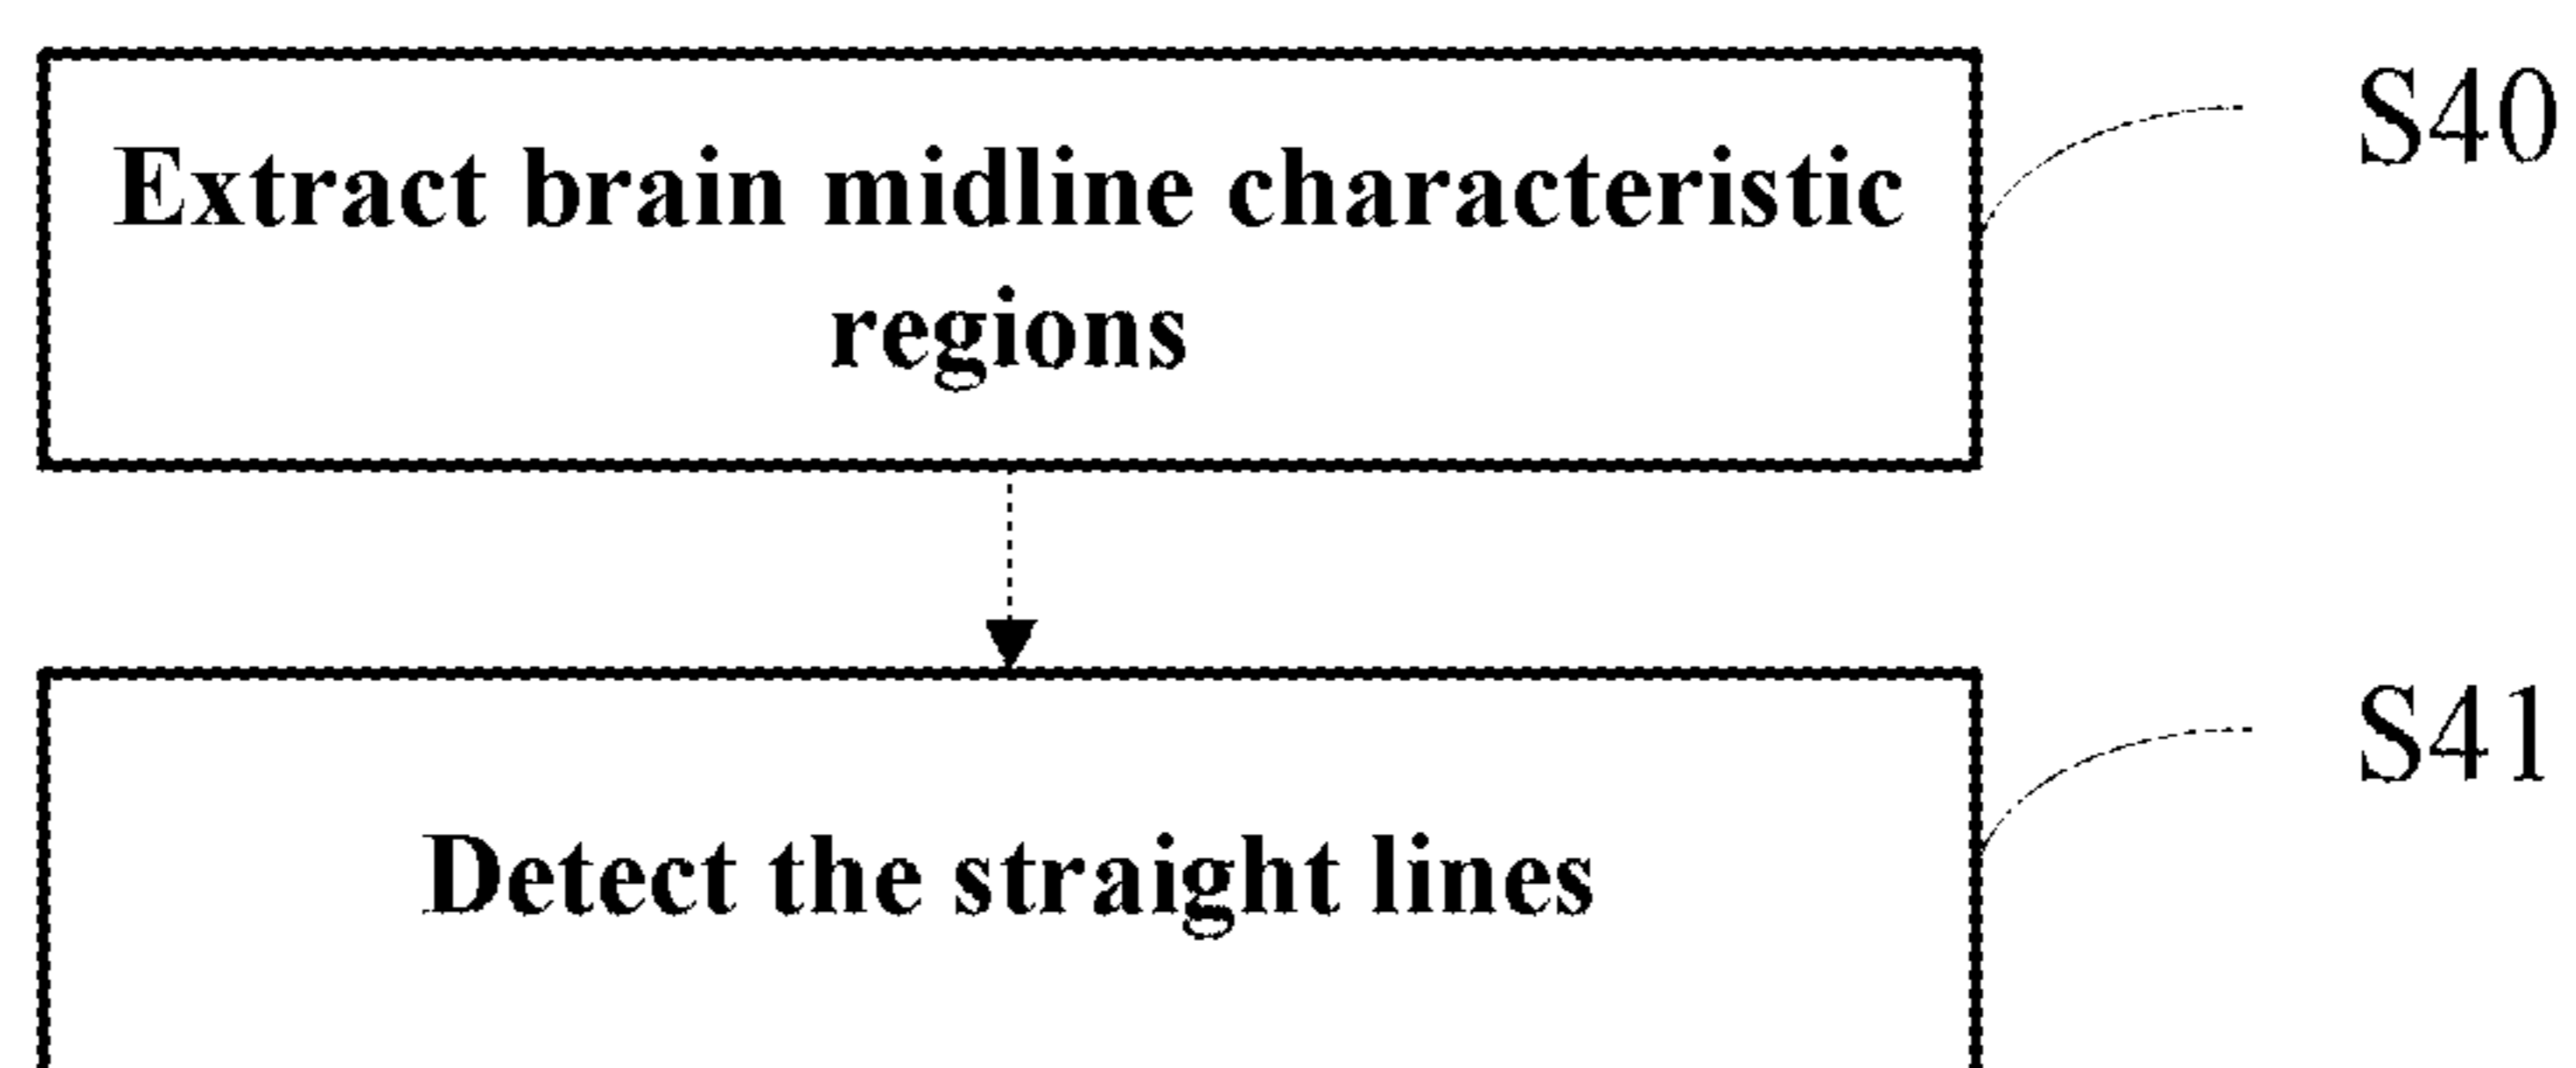 Extract brain midline characteristic
regions
S40
Detect the straight lines
S41